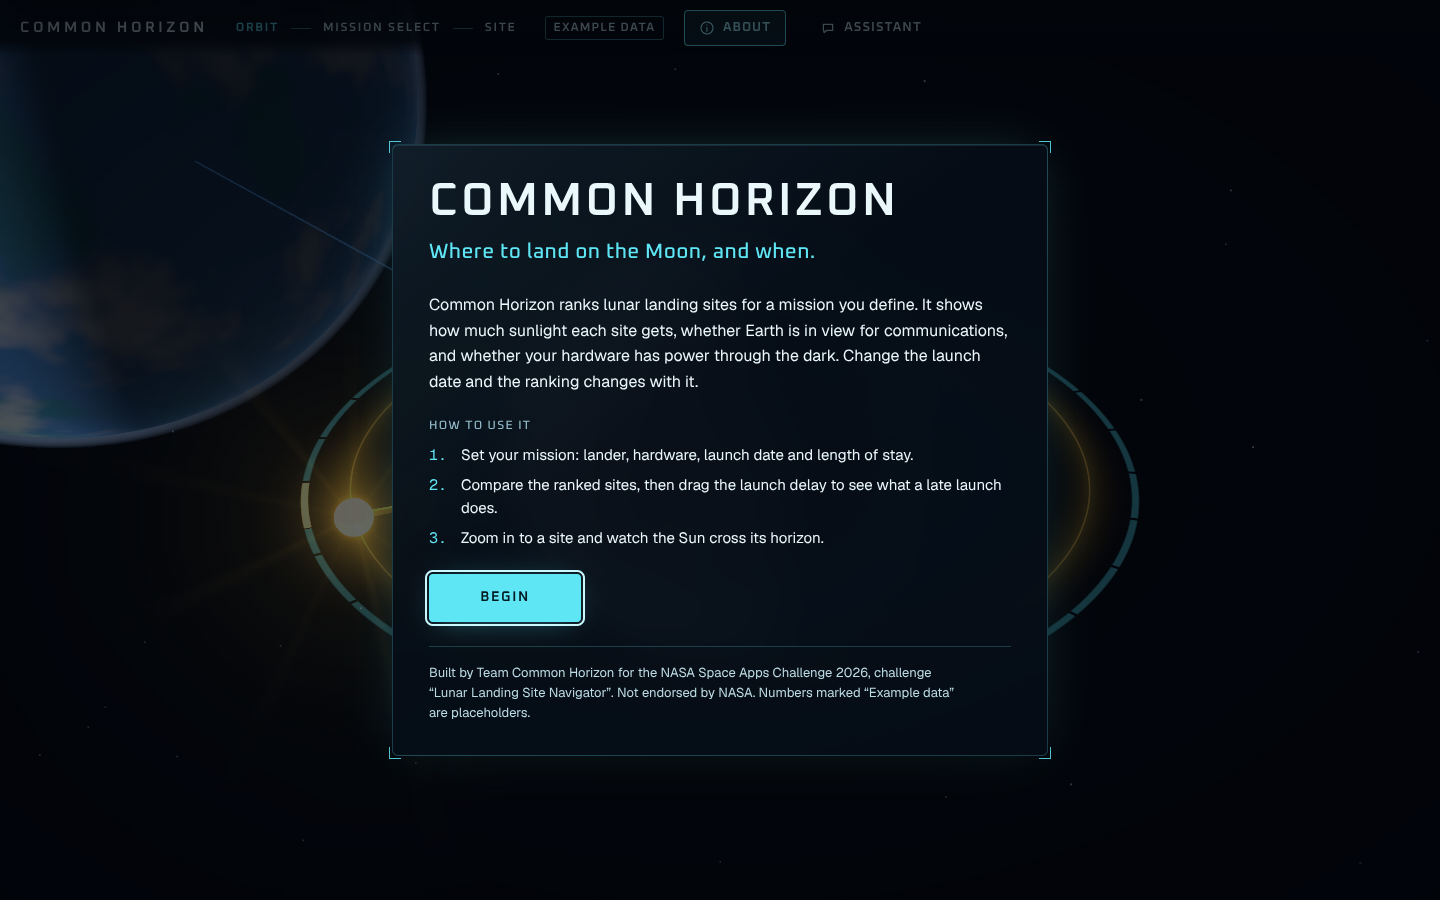 COMMON HORIZON
ORBIT MISSION SELECT SITE EXAMPLE DATA ABOUT ASSISTANT
COMMON HORIZON
Where to land on the Moon, and when.
Common Horizon ranks lunar landing sites for a mission you define. It shows
how much sunlight each site gets, whether Earth is in view for communications,
and whether your hardware has power through the dark. Change the launch
date and the ranking changes with it.
HOW TO USE IT
1. Set your mission: lander, hardware, launch date and length of stay.
2. Compare the ranked sites, then drag the launch delay to see what a late launch
does.
3. Zoom in to a site and watch the Sun cross its horizon.
BEGIN
Built by Team Common Horizon for the NASA Space Apps Challenge 2026, challenge
“Lunar Landing Site Navigator”. Not endorsed by NASA. Numbers marked “Example data”
are placeholders.